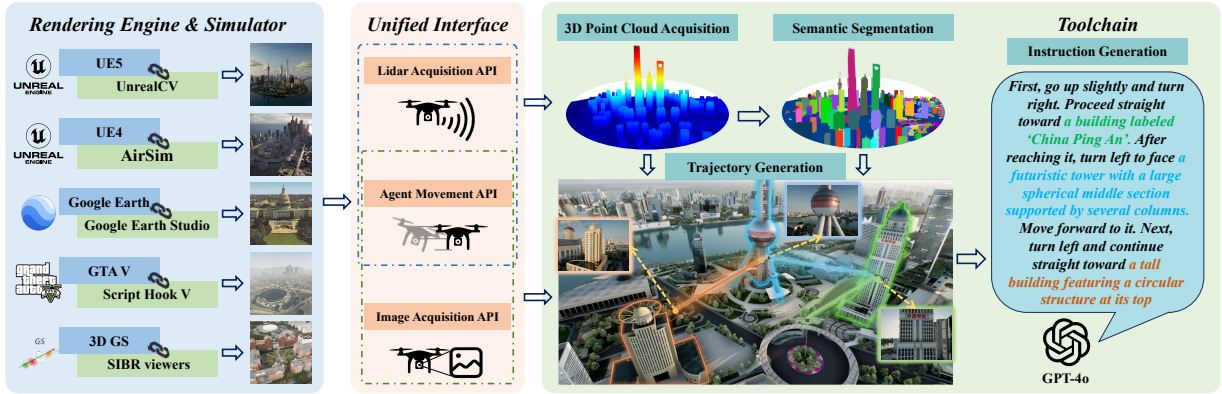 Rendering Engine & Simulator
UE5
UnrealCV
UNREAL
ENGINE
UE4
AirSim
UNREAL
ENGINE
Google Earth
Google Earth Studio
grand
theft
auto
GTA V
Script Hook V
GS
3D GS
SIBR viewers
Unified Interface
Lidar Acquisition API
Agent Movement API
Image Acquisition API
Toolchain
3D Point Cloud Acquisition
Semantic Segmentation
Trajectory Generation
Instruction Generation
First, go up slightly and turn
right. Proceed straight
toward a building labeled
‘China Ping An’. After
reaching it, turn left to face a
futuristic tower with a large
spherical middle section
supported by several columns.
Move forward to it. Next,
turn left and continue
straight toward a tall
building featuring a circular
structure at its top
GPT-4o